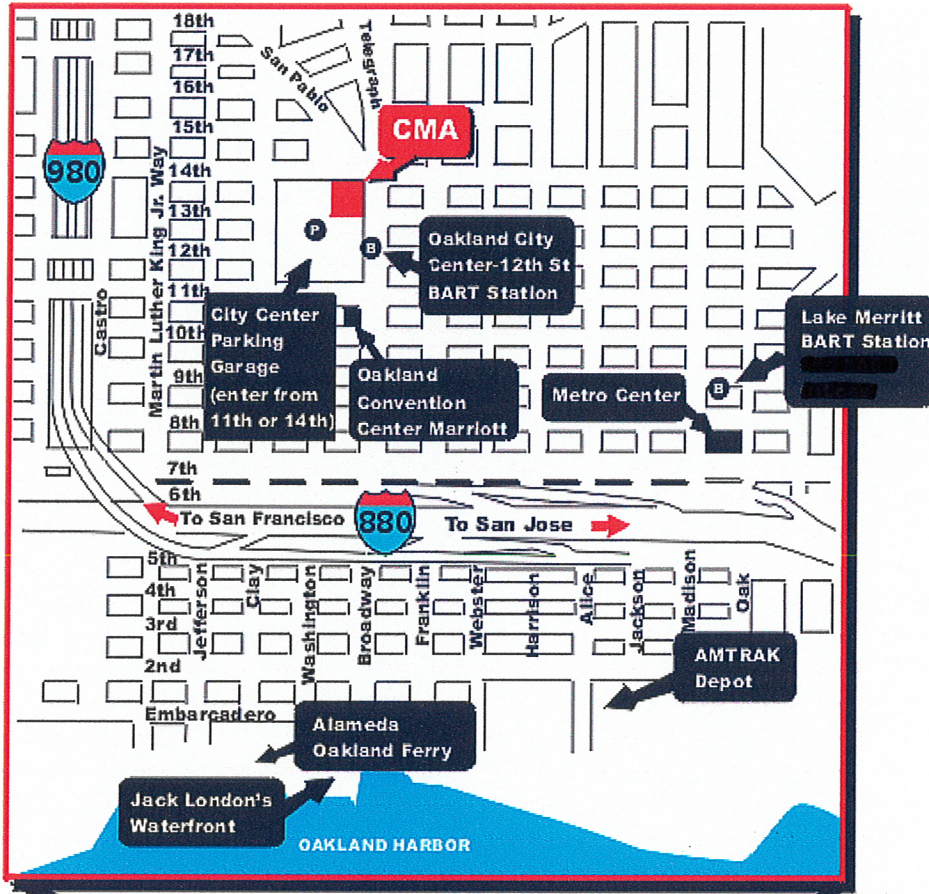 18th
17th
16th
15th
14th
13th
12th
11th
10th
9th
8th
7th
6th
5th
4th
3rd
2nd
Embarcadero
San Pablo
Telegraph
CMA
980
Martin Luther King Jr. Way
Castro
P
B
Oakland City
Center-12th St
BART Station
City Center
Parking
Garage
(enter from
11th or 14th)
Oakland
Convention
Center Marriott
Metro Center
B
Lake Merritt
BART Station
To San Francisco
880
To San Jose
Jefferson
Clay
Washington
Broadway
Franklin
Webster
Harrison
Alice
Jackson
Madison
Oak
AMTRAK
Depot
Alameda
Oakland Ferry
Jack London's
Waterfront
OAKLAND HARBOR